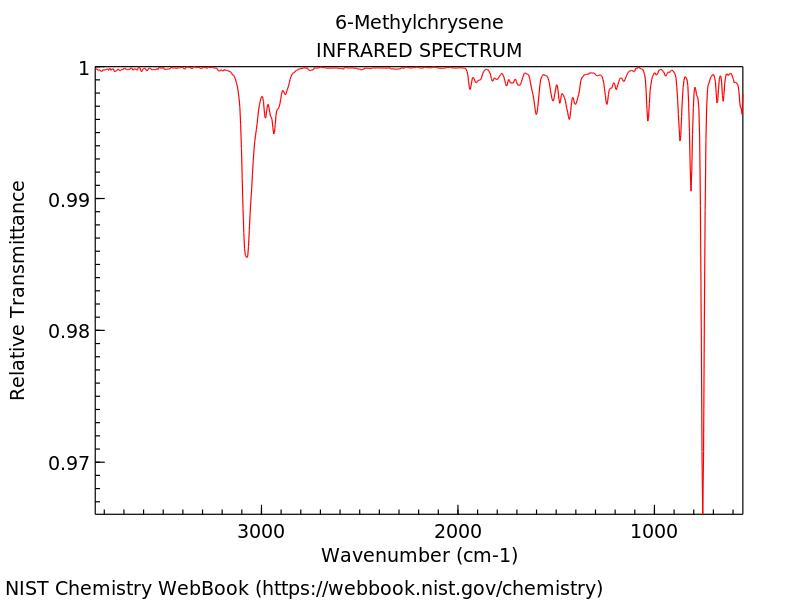 6-Methylchrysene
INFRARED SPECTRUM
1
0.99
0.98
0.97
Relative Transmittance
3000
2000
1000
Wavenumber (cm-1)
NIST Chemistry WebBook (https://webbook.nist.gov/chemistry)